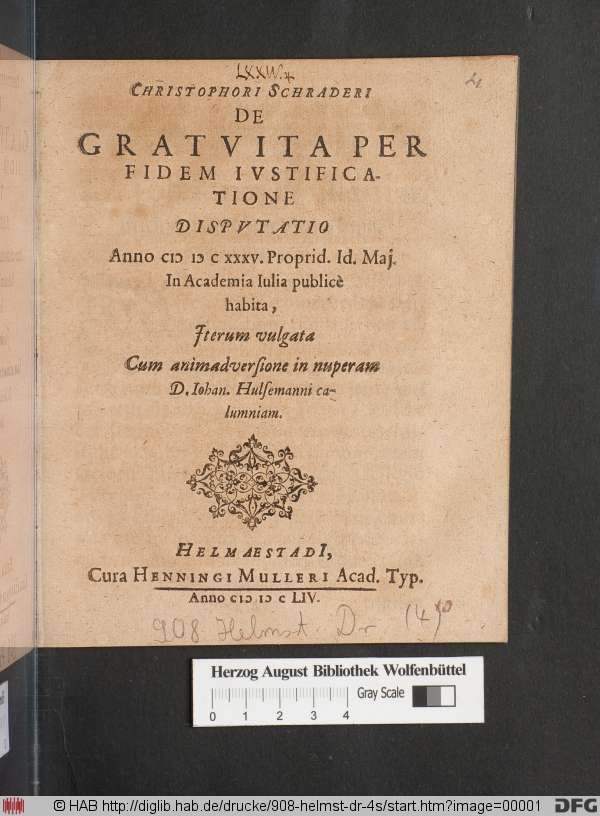 LXXIV.
CHRISTOPHORI SCHRADERI
DE
GRATVITA PER
FIDEM IVSTIFICA-
TIONE
DISPVTATIO
Anno cIↃ IↃ c xxxv. Proprid. Id. Maj.
In Academia Iulia publicè
habita,
Iterum vulgata
Cum animadverſione in nuperam
D. Iohan. Hulſemanni ca-
lumniam.
HELMAESTADI,
Cura HENNINGI MULLERI Acad. Typ.
Anno cIↃ IↃ c LIV.
908 Helmst. Dr (4)
Herzog August Bibliothek Wolfenbüttel
Gray Scale
0 1 2 3 4
© HAB http://diglib.hab.de/drucke/908-helmst-dr-4s/start.htm?image=00001
DFG